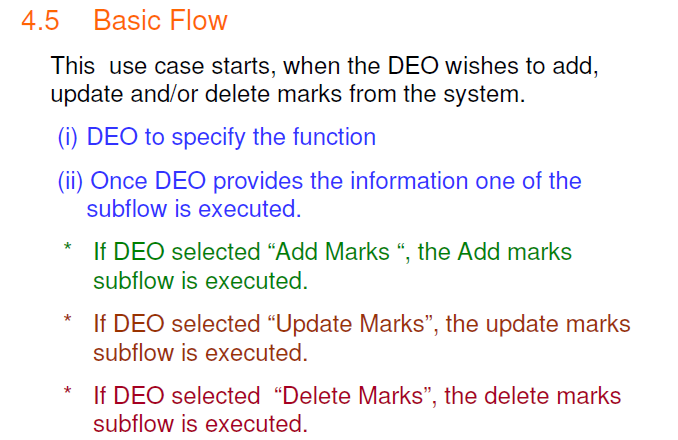 4.5 Basic Flow
This use case starts, when the DEO wishes to add,
update and/or delete marks from the system.
(i) DEO to specify the function
(ii) Once DEO provides the information one of the
subflow is executed.
* If DEO selected “Add Marks “, the Add marks
subflow is executed.
* If DEO selected “Update Marks”, the update marks
subflow is executed.
* If DEO selected “Delete Marks”, the delete marks
subflow is executed.